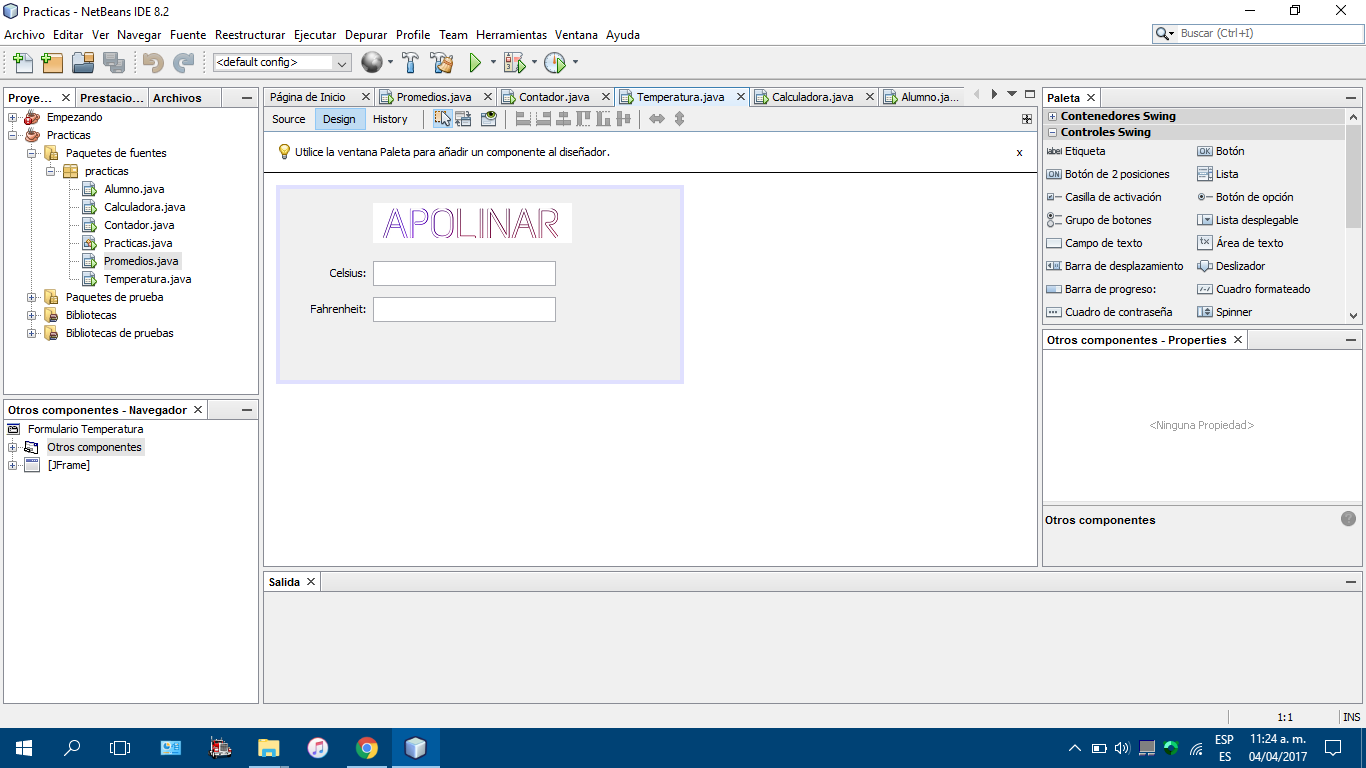 Practicas - NetBeans IDE 8.2
Archivo Editar Ver Navegar Fuente Reestructurar Ejecutar Depurar Profile Team Herramientas Ventana Ayuda
Buscar (Ctrl+I)
<default config>
Proye...
Prestacio...
Archivos
Empezando
Practicas
Paquetes de fuentes
practicas
Alumno.java
Calculadora.java
Contador.java
Practicas.java
Promedios.java
Temperatura.java
Paquetes de prueba
Bibliotecas
Bibliotecas de pruebas
Otros componentes - Navegador
Formulario Temperatura
Otros componentes
[JFrame]
Página de Inicio
Promedios.java
Contador.java
Temperatura.java
Calculadora.java
Alumno.ja...
Source Design History
Utilice la ventana Paleta para añadir un componente al diseñador.
x
APOLINAR
Celsius:
Fahrenheit:
Salida
Paleta
Contenedores Swing
Controles Swing
label Etiqueta
OK Botón
ON Botón de 2 posiciones
Lista
Casilla de activación
Botón de opción
Grupo de botones
Lista desplegable
Campo de texto
Área de texto
Barra de desplazamiento
Deslizador
Barra de progreso:
Cuadro formateado
Cuadro de contraseña
Spinner
Otros componentes - Properties
<Ninguna Propiedad>
Otros componentes
1:1
INS
ESP
ES
11:24 a. m.
04/04/2017